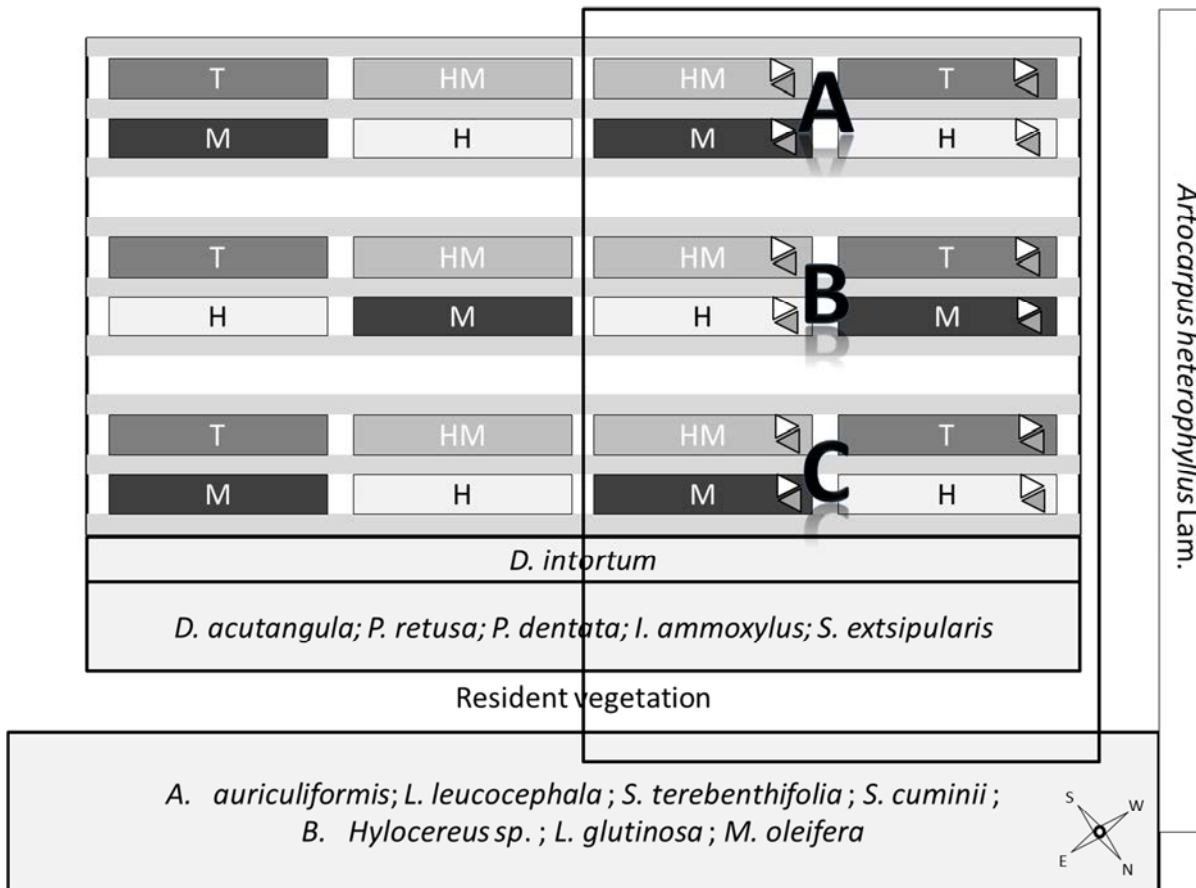 T HM HM T
A
M H M H
T HM HM T
B
H M H M
T HM HM T
C
M H M H
D. intortum
D. acutangula; P. retusa; P. dentata; I. ammoxylus; S. extsipularis
Resident vegetation
A. auriculiformis; L. leucocephala ; S. terebenthifolia ; S. cuminii ;
B. Hylocereus sp. ; L. glutinosa ; M. oleifera
S W
E N
Artocarpus heterophyllus Lam.